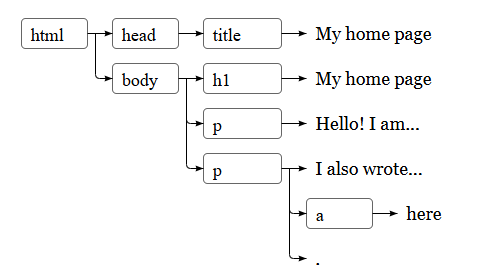 html head title My home page
body h1 My home page
p Hello! I am...
p I also wrote...
a here
.